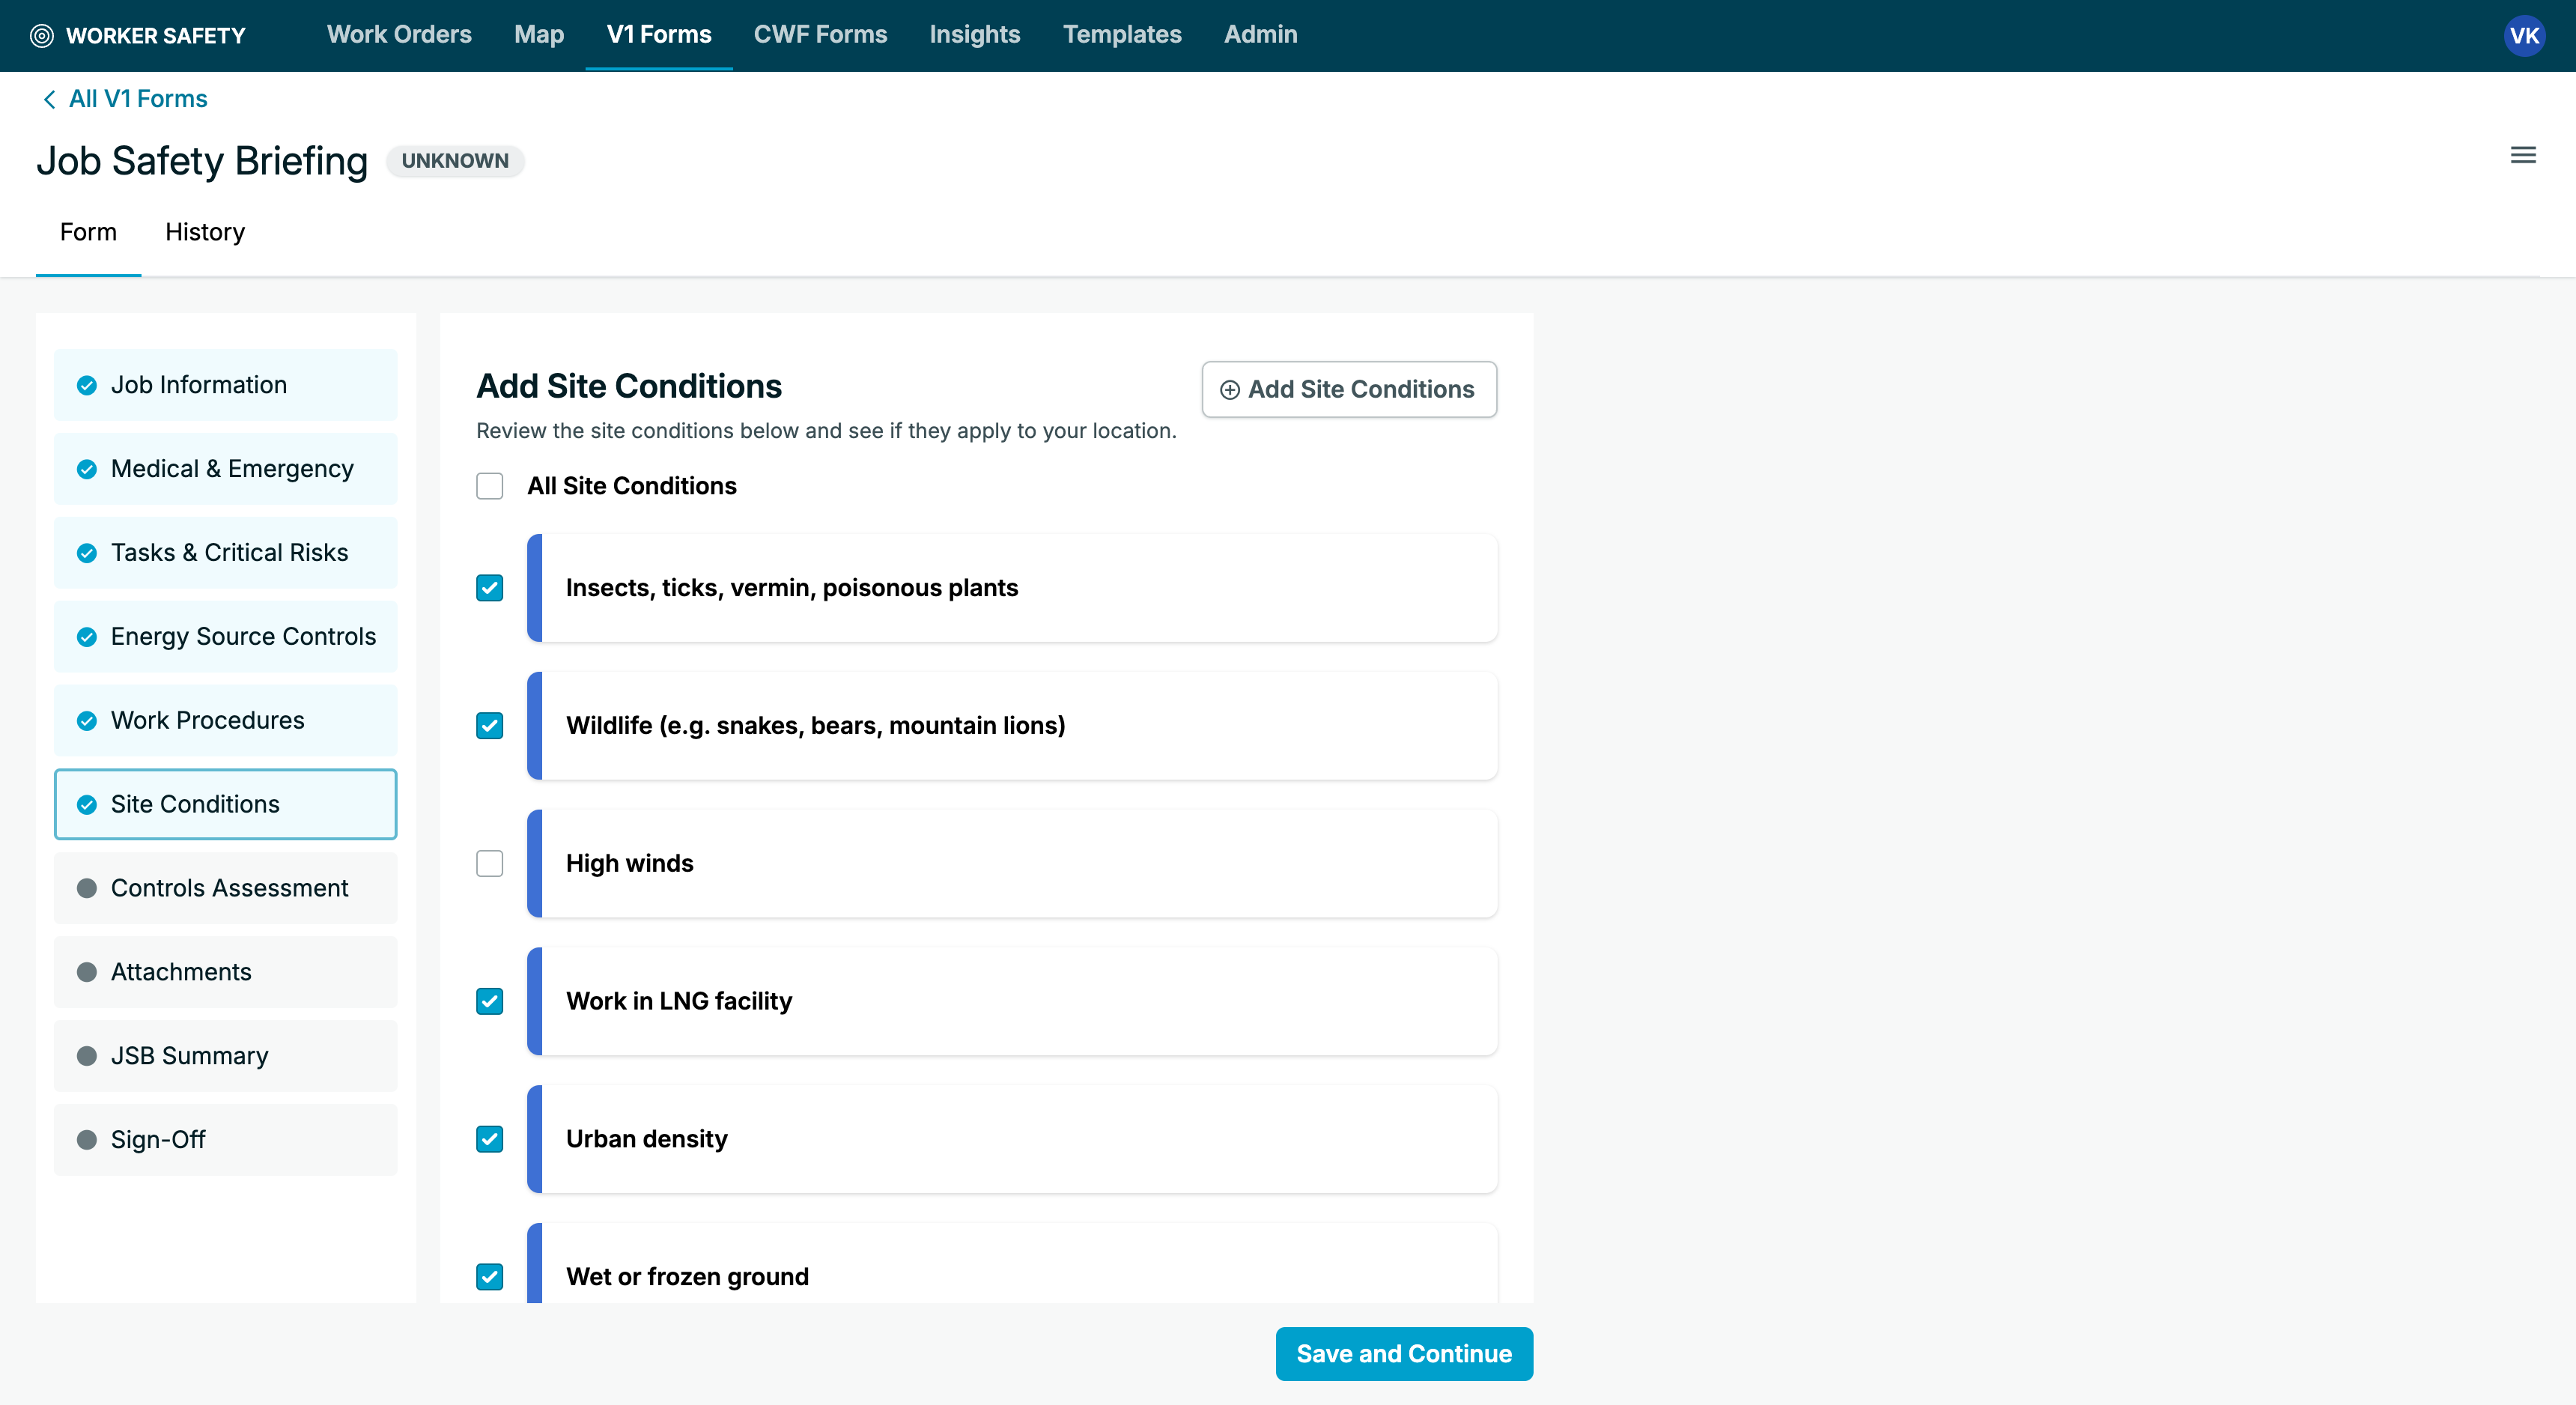 WORKER SAFETY
Work Orders
Map
V1 Forms
CWF Forms
Insights
Templates
Admin
VK
All V1 Forms
Job Safety Briefing
UNKNOWN
Form
History
Job Information
Medical & Emergency
Tasks & Critical Risks
Energy Source Controls
Work Procedures
Site Conditions
Controls Assessment
Attachments
JSB Summary
Sign-Off
Add Site Conditions
Add Site Conditions
Review the site conditions below and see if they apply to your location.
All Site Conditions
Insects, ticks, vermin, poisonous plants
Wildlife (e.g. snakes, bears, mountain lions)
High winds
Work in LNG facility
Urban density
Wet or frozen ground
Save and Continue